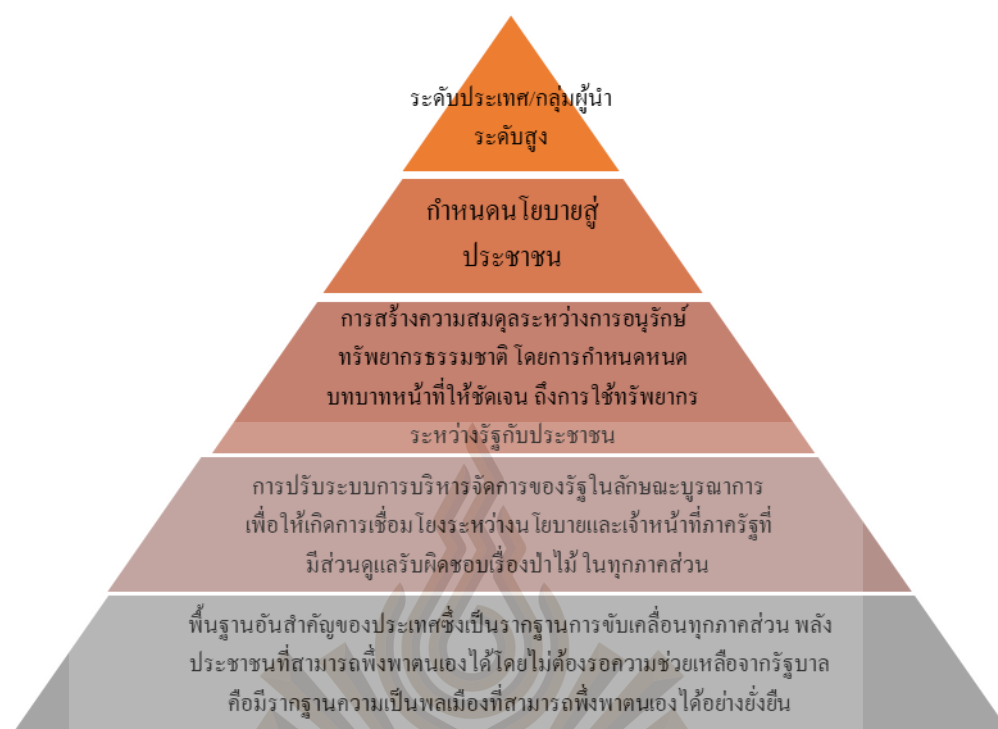 ระดับประเทศ/กลุ่มผู้นำ
ระดับสูง
กำหนดนโยบายสู่
ประชาชน
การสร้างความสมดุลระหว่างการอนุรักษ์
ทรัพยากรธรรมชาติ โดยการกำหนดหนด
บทบาทหน้าที่ให้ชัดเจน ถึงการใช้ทรัพยากร
ระหว่างรัฐกับประชาชน
การปรับระบบการบริหารจัดการของรัฐในลักษณะบูรณาการ
เพื่อให้เกิดการเชื่อมโยงระหว่างนโยบายและเจ้าหน้าที่ภาครัฐที่
มีส่วนดูแลรับผิดชอบเรื่องป่าไม้ ในทุกภาคส่วน
พื้นฐานอันสำคัญของประเทศซึ่งเป็นรากฐานการขับเคลื่อนทุกภาคส่วน พลัง
ประชาชนที่สามารถพึ่งพาตนเองได้โดยไม่ต้องรอความช่วยเหลือจากรัฐบาล
คือมีรากฐานความเป็นพลเมืองที่สามารถพึ่งพาตนเองได้อย่างยั่งยืน